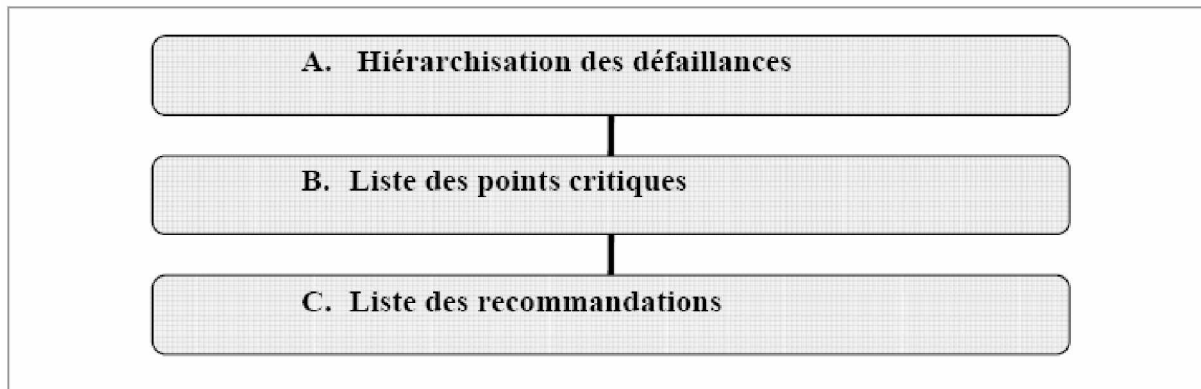 A. Hiérarchisation des défaillances
B. Liste des points critiques
C. Liste des recommandations